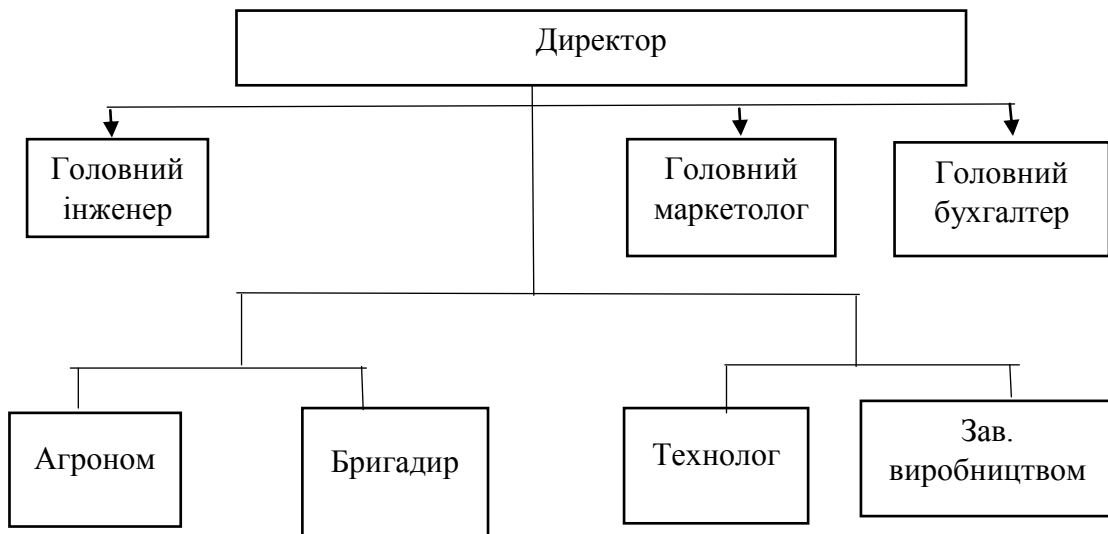 Директор
Головний
інженер
Головний
маркетолог
Головний
бухгалтер
Агроном
Бригадир
Технолог
Зав.
виробництвом